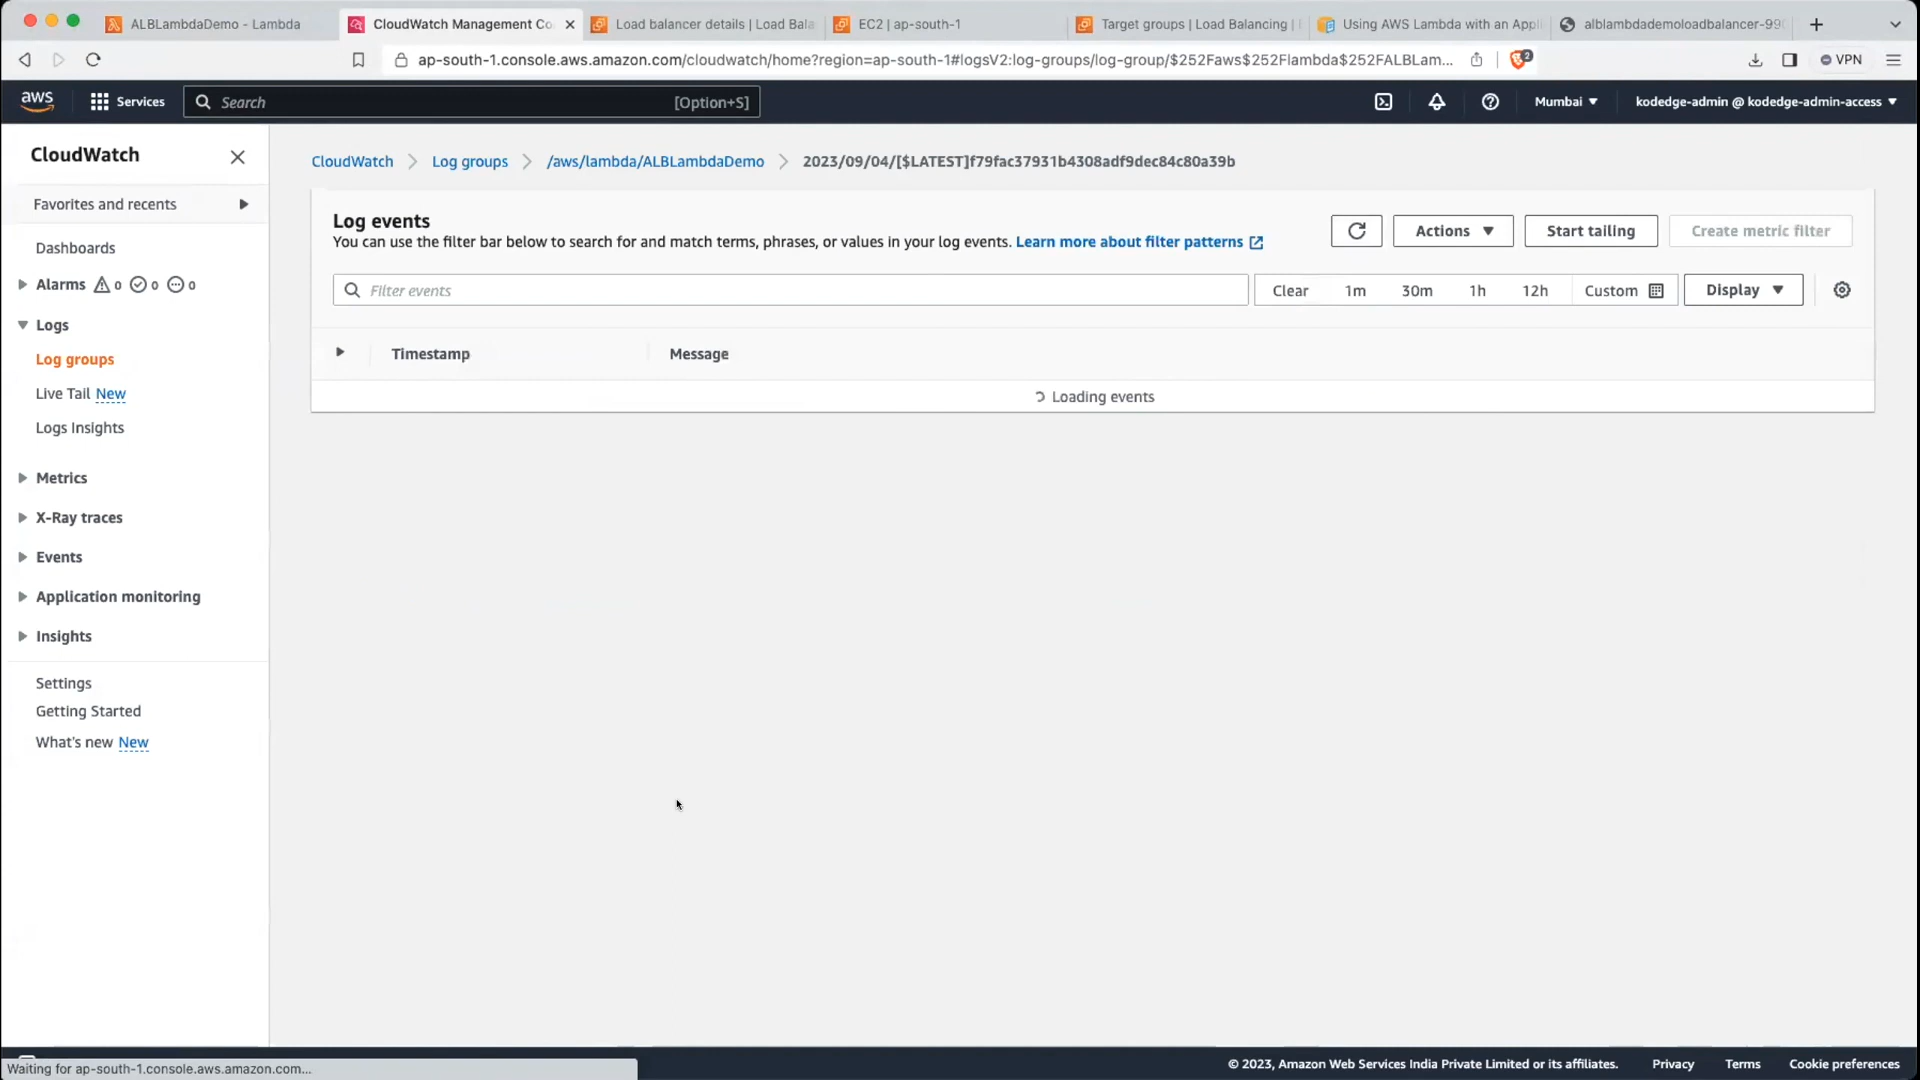 ALBLambdaDemo - Lambda
CloudWatch Management Co
Load balancer details | Load Bala
EC2 | ap-south-1
Target groups | Load Balancing |
Using AWS Lambda with an Appl
alblambdademoloadbalancer-990
ap-south-1.console.aws.amazon.com/cloudwatch/home?region=ap-south-1#logsV2:log-groups/log-group/$252Faws$252Flambda$252FALBLam...
2
VPN
aws
Services
Search
[Option+S]
Mumbai
kodedge-admin @ kodedge-admin-access
CloudWatch
Favorites and recents
Dashboards
Alarms 0 0 0
Logs
Log groups
Live Tail New
Logs Insights
Metrics
X-Ray traces
Events
Application monitoring
Insights
Settings
Getting Started
What's new New
CloudWatch
Log groups
/aws/lambda/ALBLambdaDemo
2023/09/04/[$LATEST]f79fac37931b4308adf9dec84c80a39b
Log events
You can use the filter bar below to search for and match terms, phrases, or values in your log events. Learn more about filter patterns
Actions
Start tailing
Create metric filter
Filter events
Clear
1m
30m
1h
12h
Custom
Display
Timestamp
Message
Loading events
Waiting for ap-south-1.console.aws.amazon.com...
© 2023, Amazon Web Services India Private Limited or its affiliates.
Privacy
Terms
Cookie preferences